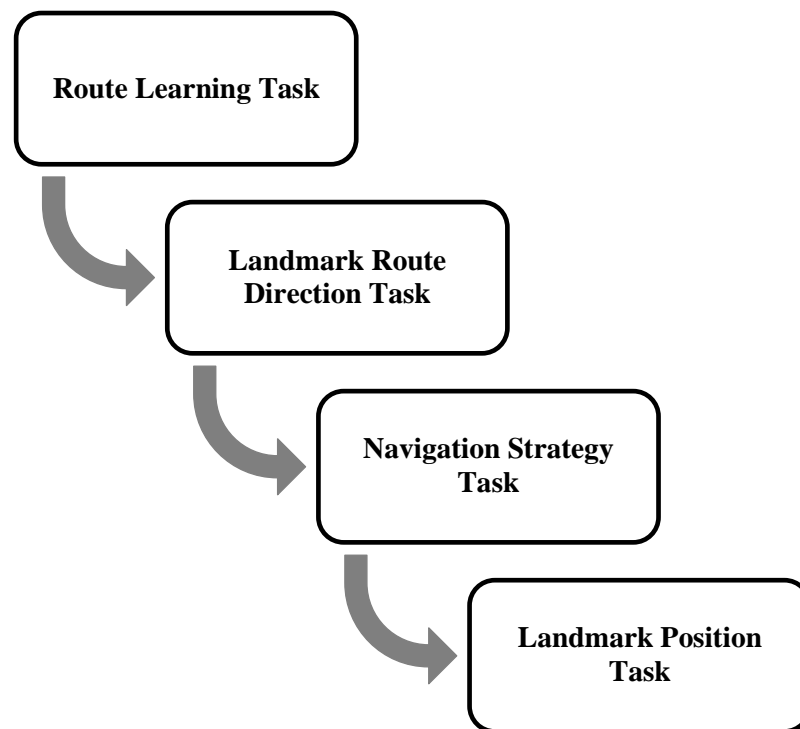 Route Learning Task
Landmark Route
Direction Task
Navigation Strategy
Task
Landmark Position
Task